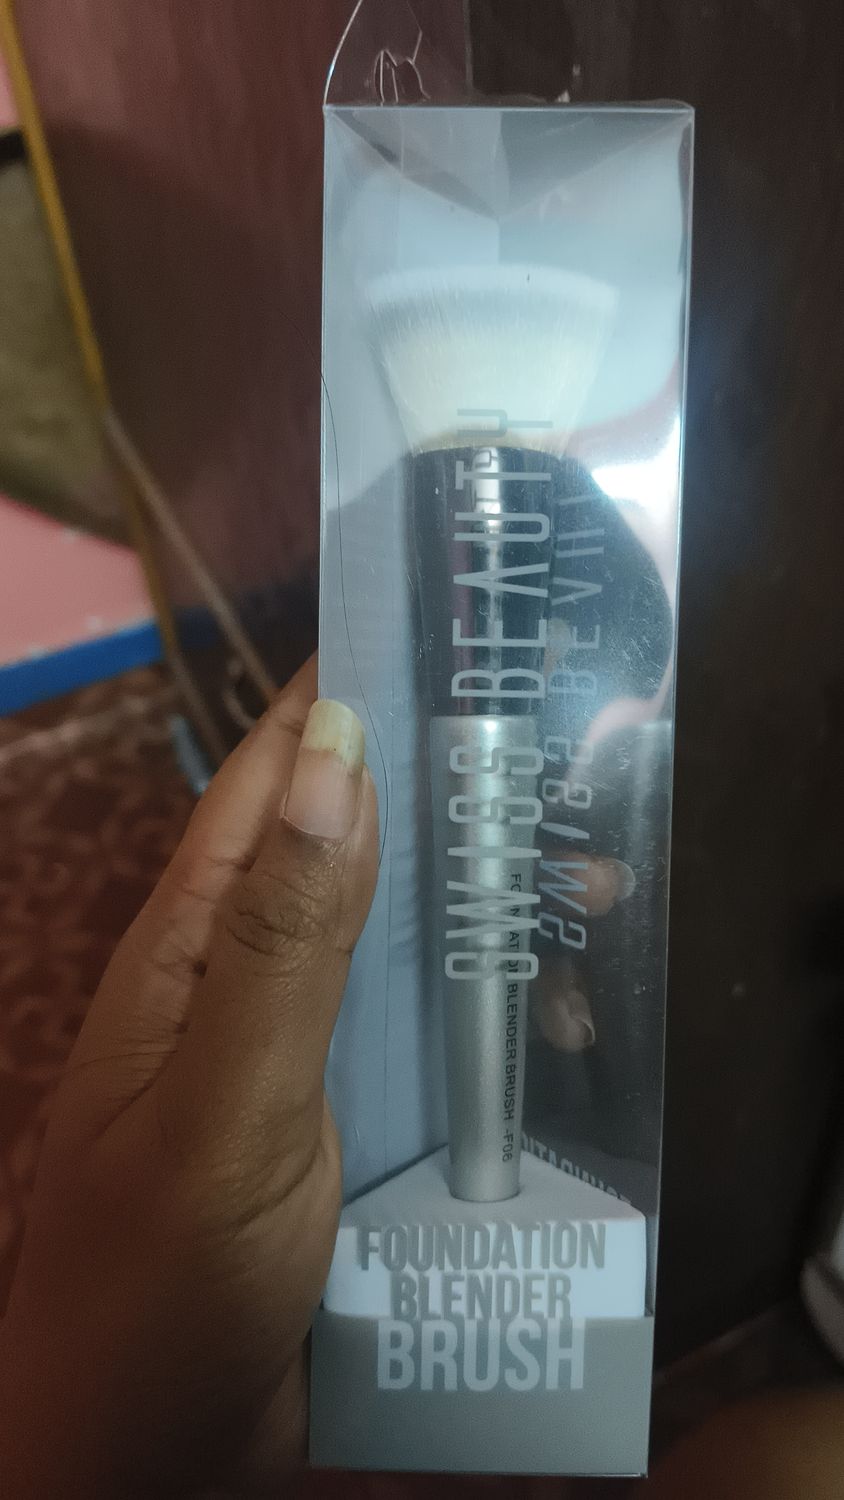 SWISS BEAUTY
FOUNDATION BLENDER BRUSH -F06
FOUNDATION
BLENDER
BRUSH